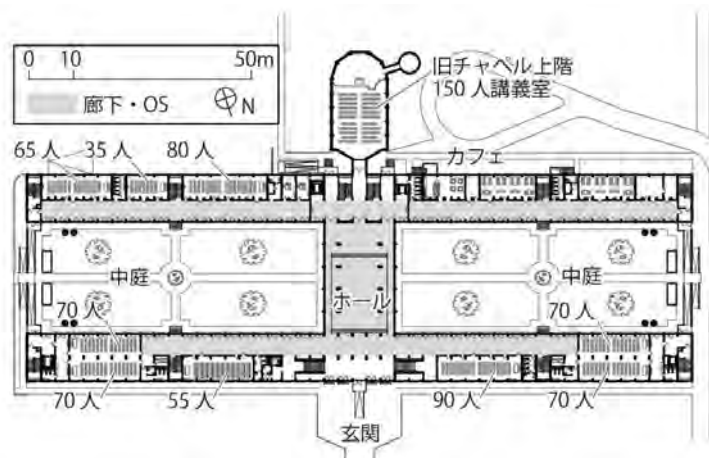 0 10 50m
廊下・OS N
旧チャペル上階
150人講義室
カフェ
65人 35人 80人
中庭 中庭
ホール
70人 70人
70人 55人 90人 70人
玄関